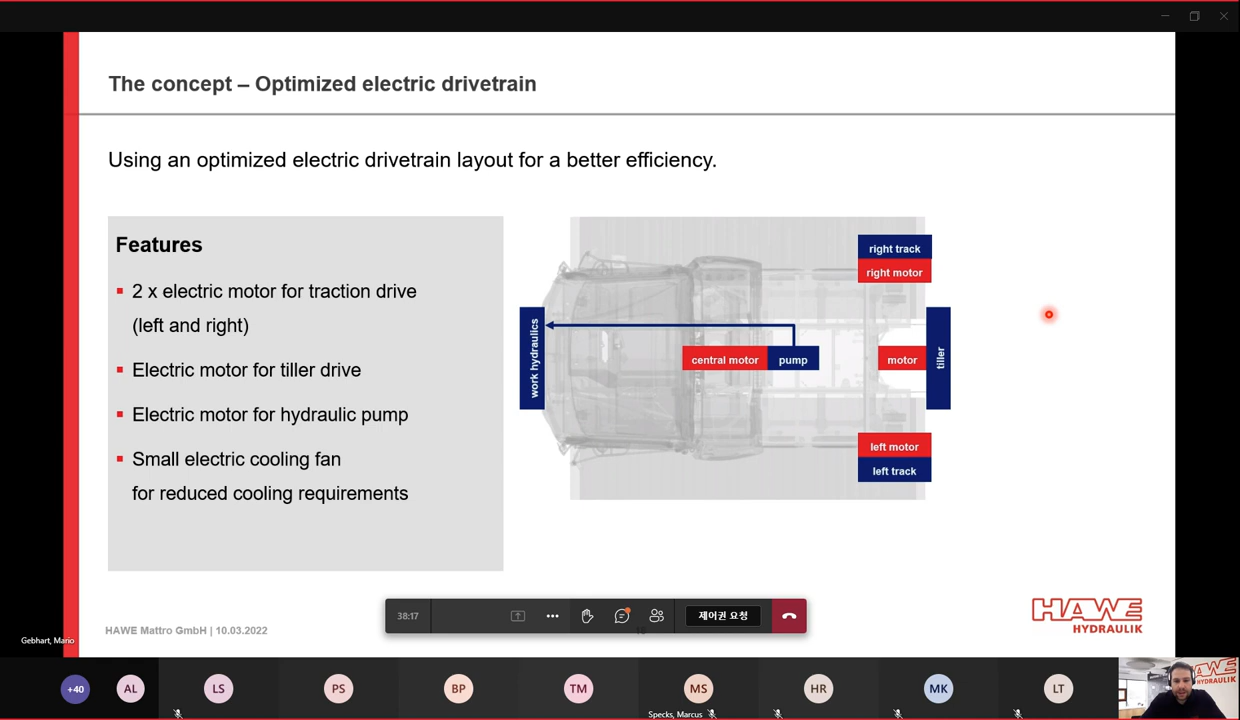 The concept – Optimized electric drivetrain
Using an optimized electric drivetrain layout for a better efficiency.
Features
2 x electric motor for traction drive
(left and right)
Electric motor for tiller drive
Electric motor for hydraulic pump
Small electric cooling fan
for reduced cooling requirements
right track
right motor
work hydraulics
central motor
pump
motor
tiller
left motor
left track
38:17
제어권 요청
HAWE Mattro GmbH | 10.03.2022
HAWE
HYDRAULIK
Gebhart, Mario
+40
AL
LS
PS
BP
TM
MS
Specks, Marcus
HR
MK
LT
HAWE
HYDRAULIK